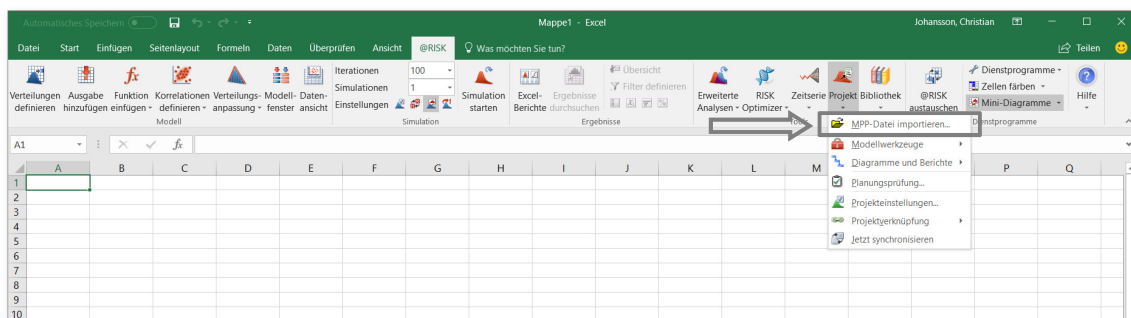 Automatisches Speichern Mappe1 - Excel Johansson, Christian
Datei Start Einfügen Seitenlayout Formeln Daten Überprüfen Ansicht @RISK Was möchten Sie tun? Teilen
Verteilungen definieren
Ausgabe hinzufügen
Funktion einfügen
Korrelationen definieren
Verteilungs-anpassung
Modell-fenster
Daten-ansicht
Modell
Iterationen 100
Simulationen 1
Einstellungen
Simulation starten
Simulation
Excel-Berichte
Ergebnisse durchsuchen
Übersicht
Filter definieren
Ergebnisse
Erweiterte Analysen
RISK Optimizer
Zeitserie
Projekt
Bibliothek
Tools
@RISK austauschen
Dienstprogramme
Zellen färben
Mini-Diagramme
Hilfe
Dienstprogramme
MPP-Datei importieren...
Modellwerkzeuge
Diagramme und Berichte
Planungsprüfung...
Projekteinstellungen...
Projektverknüpfung
Jetzt synchronisieren
A1 fx
A B C D E F G H I J K L M P Q
1
2
3
4
5
6
7
8
9
10